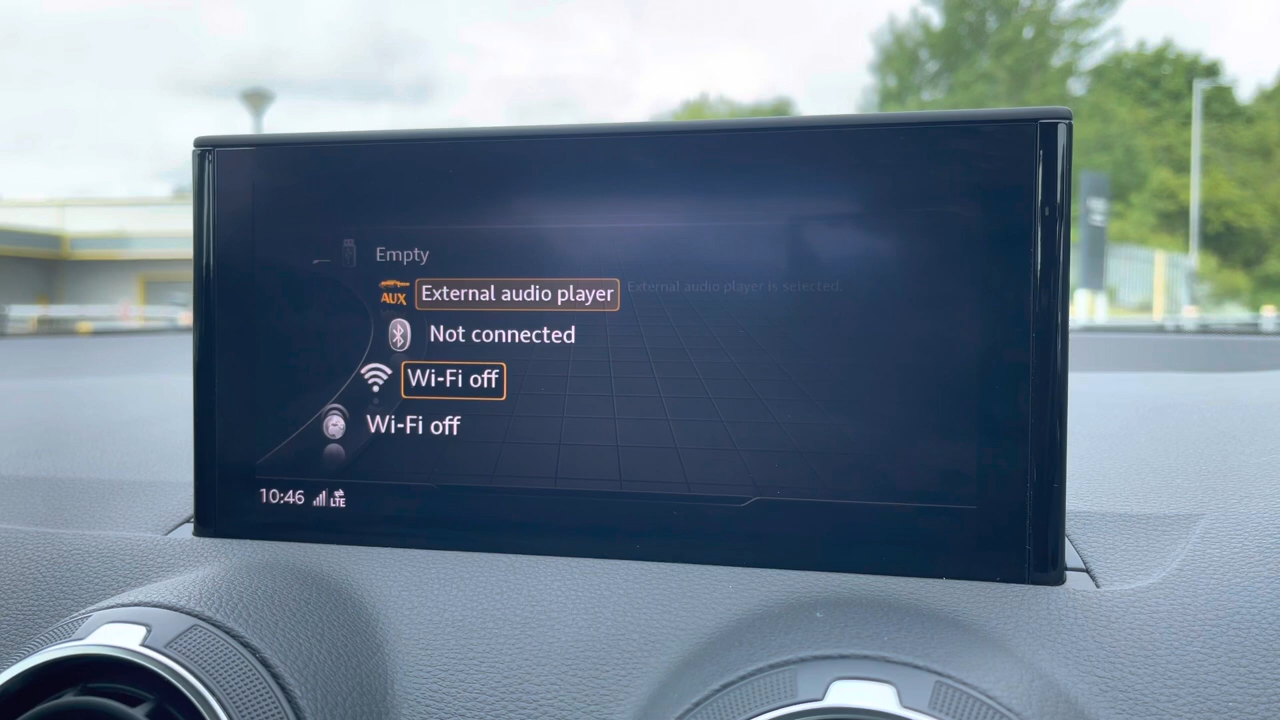 Empty
AUX External audio player External audio player is selected.
Not connected
Wi-Fi off
Wi-Fi off
10:46 LTE